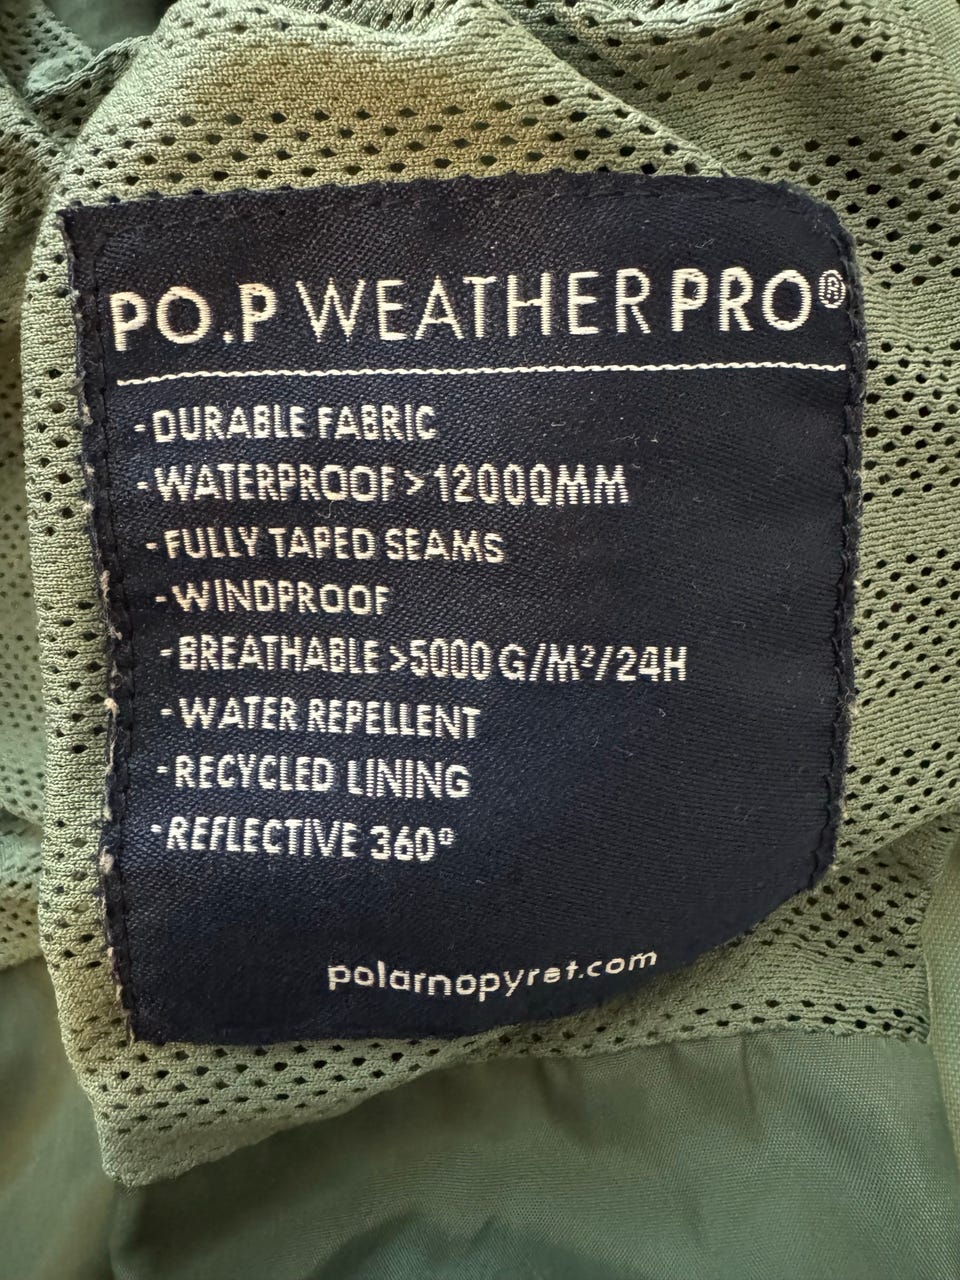 PO.P WEATHER PRO®
-DURABLE FABRIC
-WATERPROOF > 12000MM
-FULLY TAPED SEAMS
-WINDPROOF
-BREATHABLE >5000 G/M²/24H
-WATER REPELLENT
-RECYCLED LINING
-REFLECTIVE 360º
polarnopyret.com